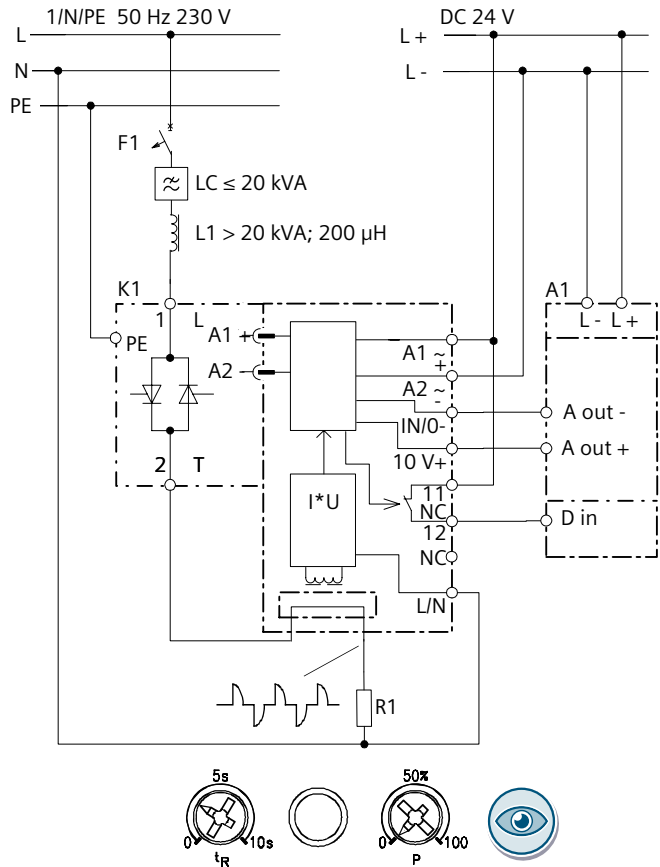 1/N/PE 50 Hz 230 V
DC 24 V
L
L +
N
L -
PE
F1
LC ≤ 20 kVA
L1 > 20 kVA; 200 µH
K1
A1
1
L
L - L +
A1 +
A1 ~
+
PE
A2 -
A2 ~
-
IN/0-
A out -
10 V+
A out +
2 T
I*U
11
NC
12
D in
NC
L/N
R1
5s
50%
0
10s
0
100
tR
P